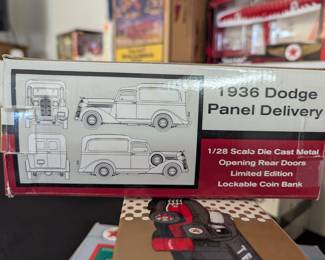 1936 Dodge
Panel Delivery
1/28 Scale Die Cast Metal
Opening Rear Doors
Limited Edition
Lockable Coin Bank